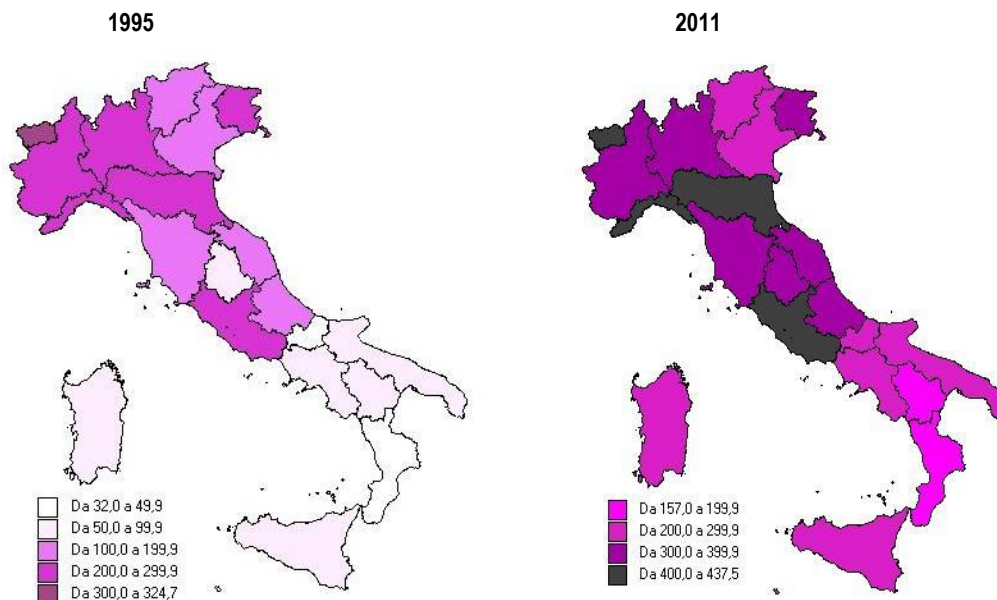 1995
2011
Da 32,0 a 49,9
Da 50,0 a 99,9
Da 100,0 a 199,9
Da 200,0 a 299,9
Da 300,0 a 324,7
Da 157,0 a 199,9
Da 200,0 a 299,9
Da 300,0 a 399,9
Da 400,0 a 437,5